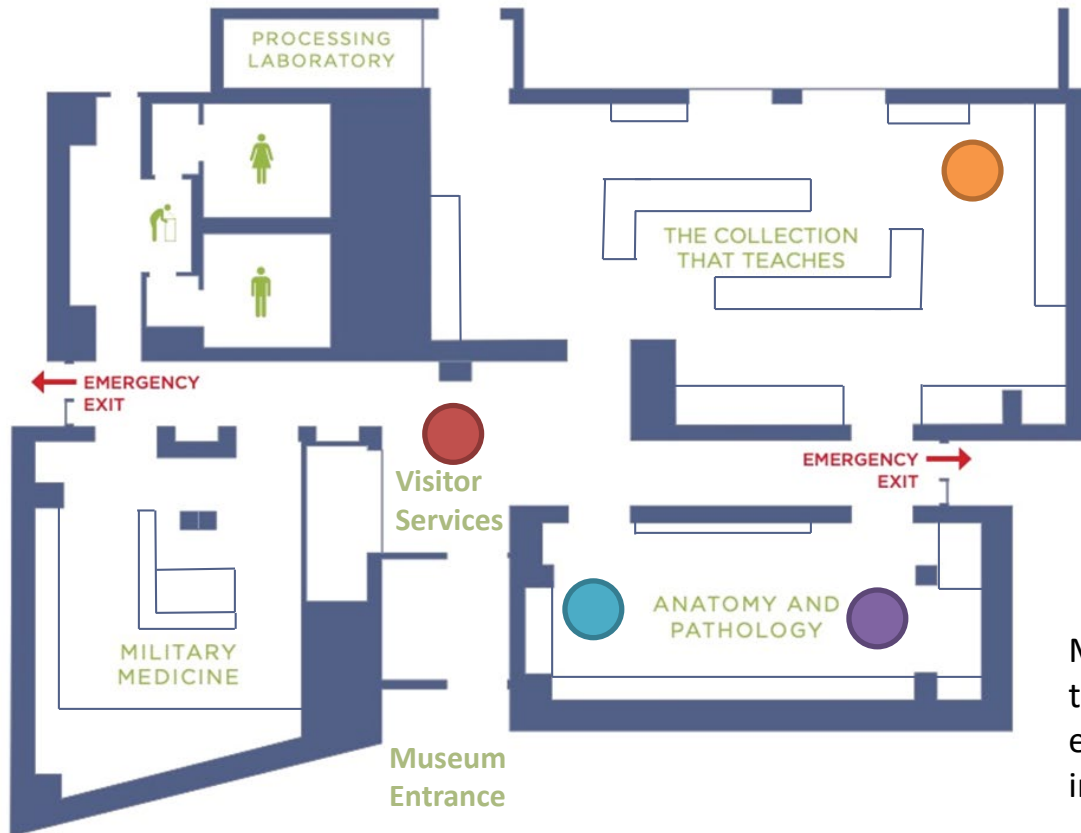 PROCESSING
LABORATORY
THE COLLECTION
THAT TEACHES
EMERGENCY
EXIT
Visitor
Services
EMERGENCY
EXIT
ANATOMY AND
PATHOLOGY
MILITARY
MEDICINE
Museum
Entrance